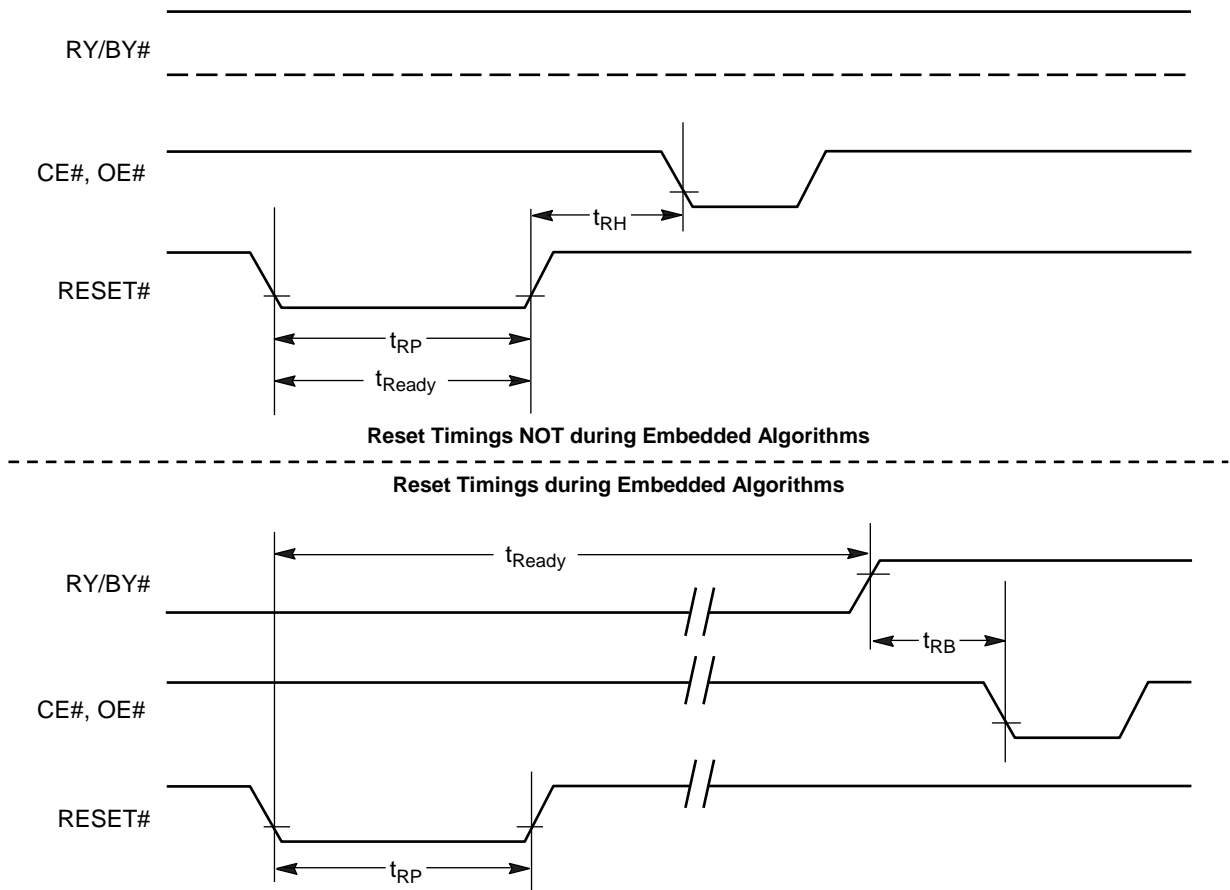 RY/BY#
CE#, OE#
tRH
RESET#
tRP
tReady
Reset Timings NOT during Embedded Algorithms
Reset Timings during Embedded Algorithms
tReady
RY/BY#
tRB
CE#, OE#
RESET#
tRP